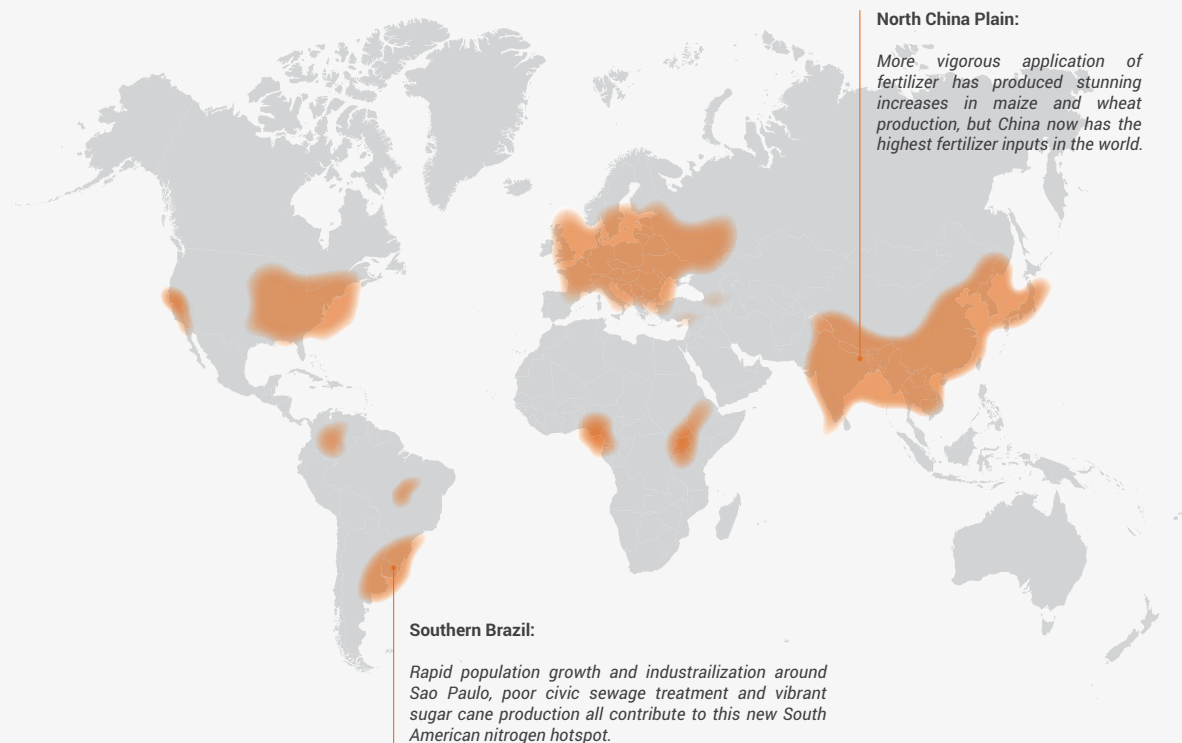 North China Plain:
More vigorous application of
fertilizer has produced stunning
increases in maize and wheat
production, but China now has the
highest fertilizer inputs in the world.
Southern Brazil:
Rapid population growth and industrailization around
Sao Paulo, poor civic sewage treatment and vibrant
sugar cane production all contribute to this new South
American nitrogen hotspot.